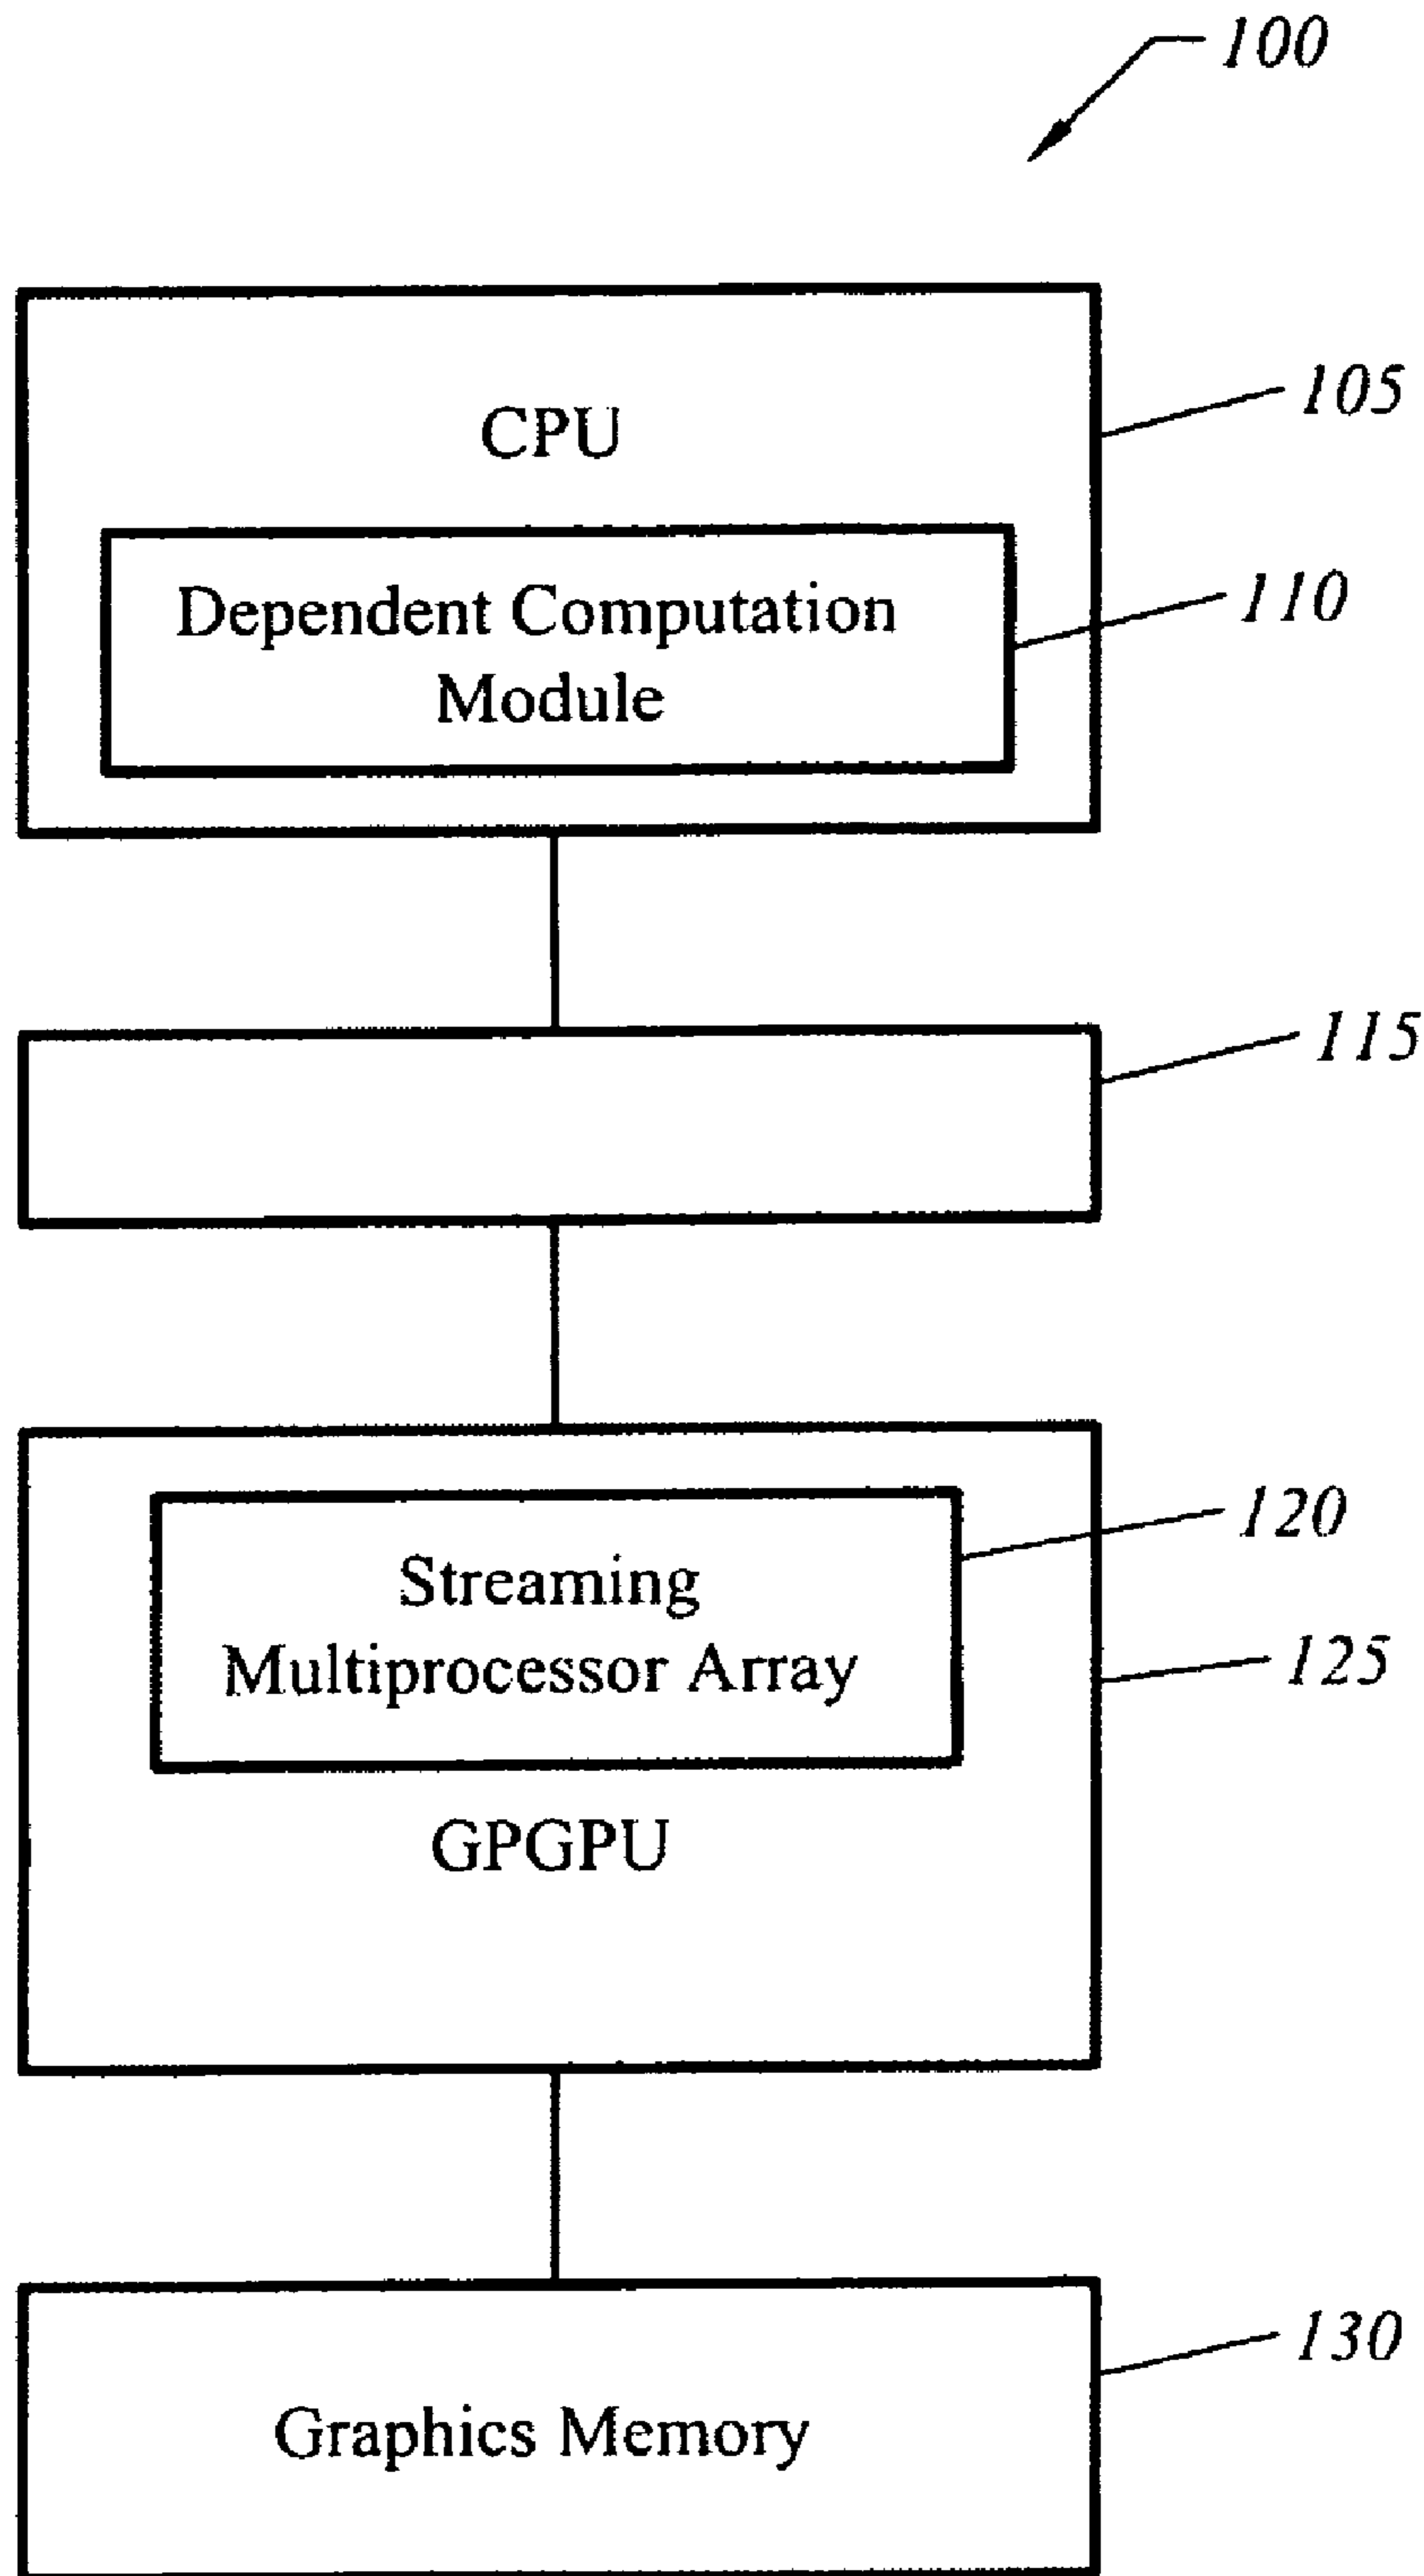 100
105
CPU
Dependent Computation
Module
110
115
120
Streaming
Multiprocessor Array
125
GPGPU
130
Graphics Memory